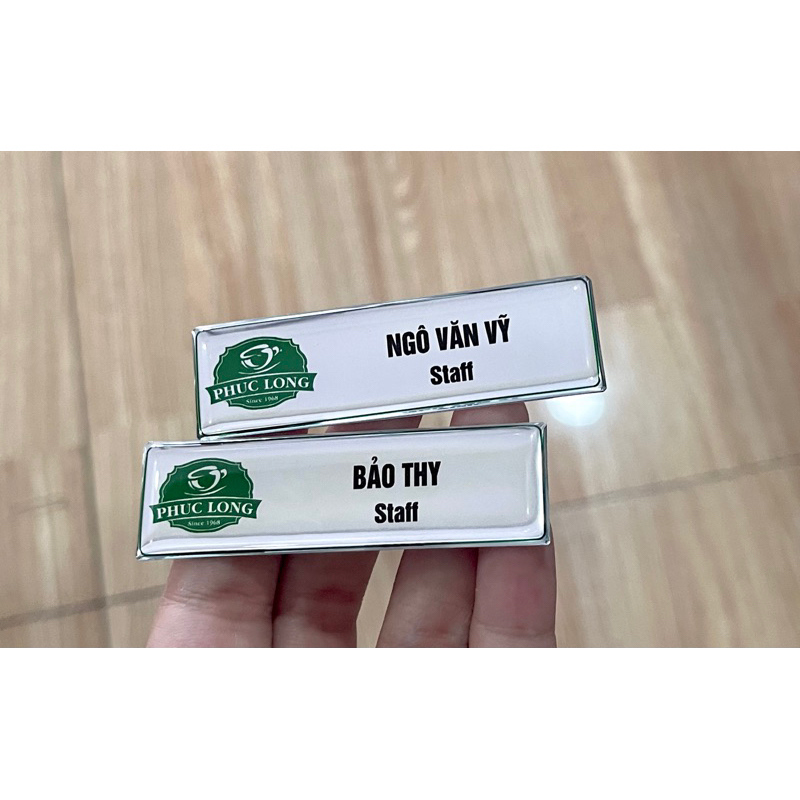 PHUC LONG
Since 1968
NGÔ VĂN VỸ
Staff
PHUC LONG
Since 1968
BẢO THY
Staff